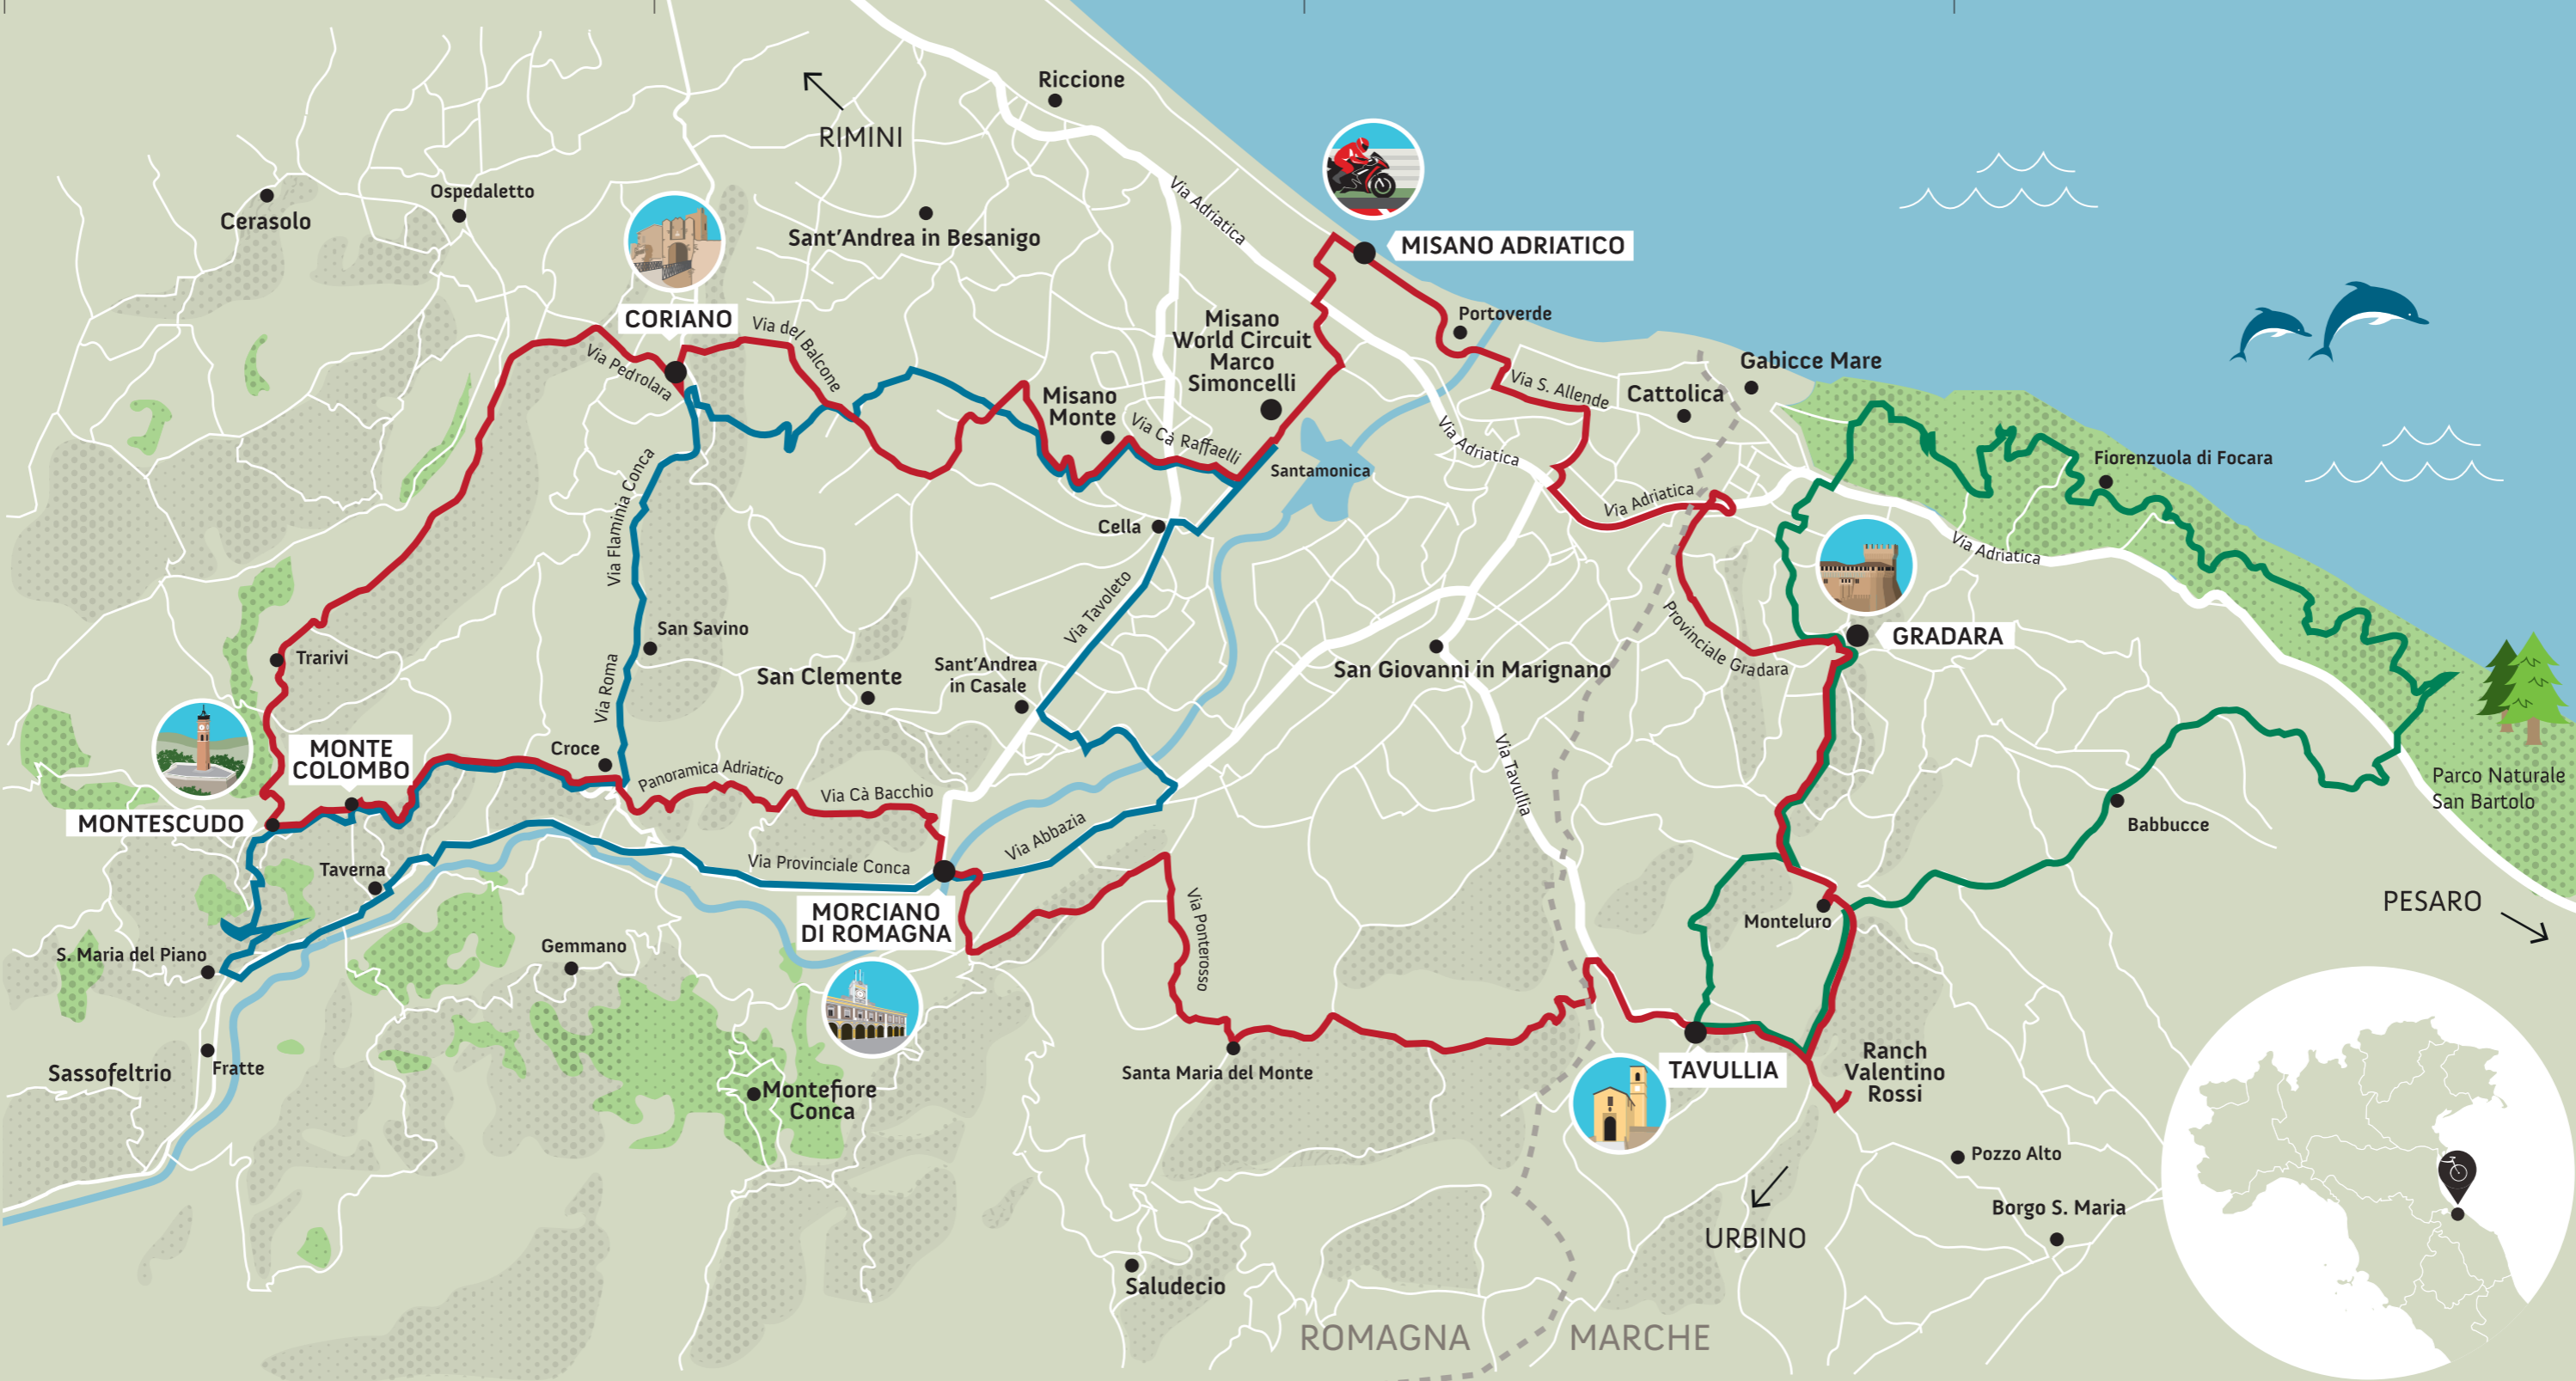 Riccione
RIMINI
Via Adriatica
Ospedaletto
Cerasolo
Sant'Andrea in Besanigo
MISANO ADRIATICO
CORIANO
Via del Balcone
Via Pedrolara
Misano
World Circuit
Marco
Simoncelli
Portoverde
Gabicce Mare
Via S. Allende
Cattolica
Misano
Monte
Via Cà Raffaelli
Via Adriatica
Santamonica
Fiorenzuola di Focara
Via Flaminia Conca
Cella
Via Adriatica
Via Adriatica
Via Tavoleto
San Savino
Trarivi
Provinciale Gradara
GRADARA
San Clemente
Sant'Andrea
in Casale
San Giovanni in Marignano
Via Roma
MONTE
COLOMBO
Croce
Panoramica Adriatico
Via Cà Bacchio
Via Tavullia
Parco Naturale
San Bartolo
MONTESCUDO
Via Abbazia
Babbucce
Taverna
Via Provinciale Conca
PESARO
MORCIANO
DI ROMAGNA
Via Ponterosso
Monteluro
S. Maria del Piano
Gemmano
Sassofeltrio
Fratte
Montefiore
Conca
Santa Maria del Monte
TAVULLIA
Ranch
Valentino
Rossi
Pozzo Alto
Borgo S. Maria
URBINO
Saludecio
ROMAGNA
MARCHE